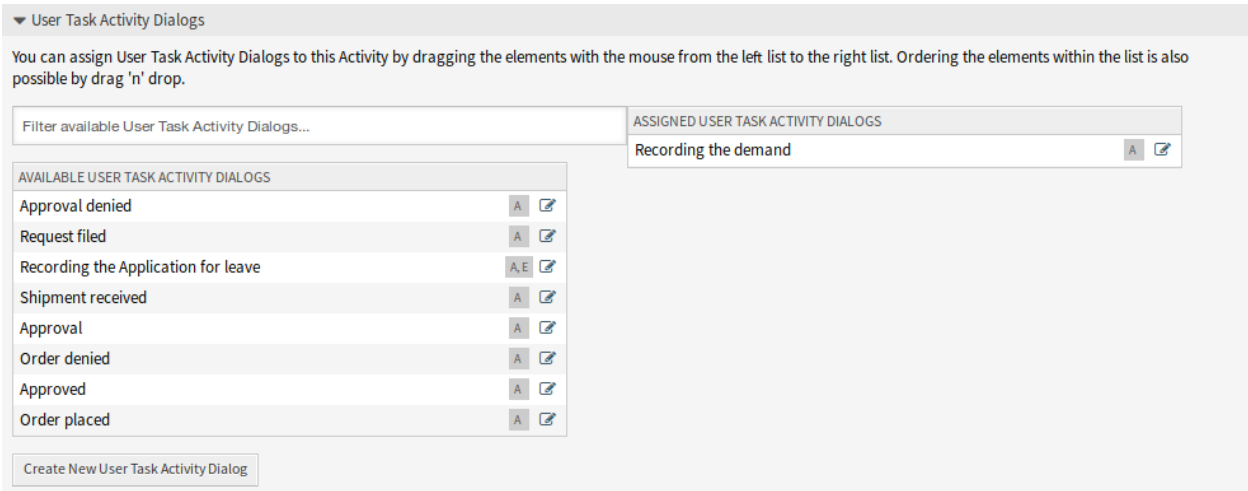 User Task Activity Dialogs
You can assign User Task Activity Dialogs to this Activity by dragging the elements with the mouse from the left list to the right list. Ordering the elements within the list is also
possible by drag 'n' drop.
Filter available User Task Activity Dialogs...
ASSIGNED USER TASK ACTIVITY DIALOGS
Recording the demand A
AVAILABLE USER TASK ACTIVITY DIALOGS
Approval denied A
Request filed A
Recording the Application for leave A, E
Shipment received A
Approval A
Order denied A
Approved A
Order placed A
Create New User Task Activity Dialog